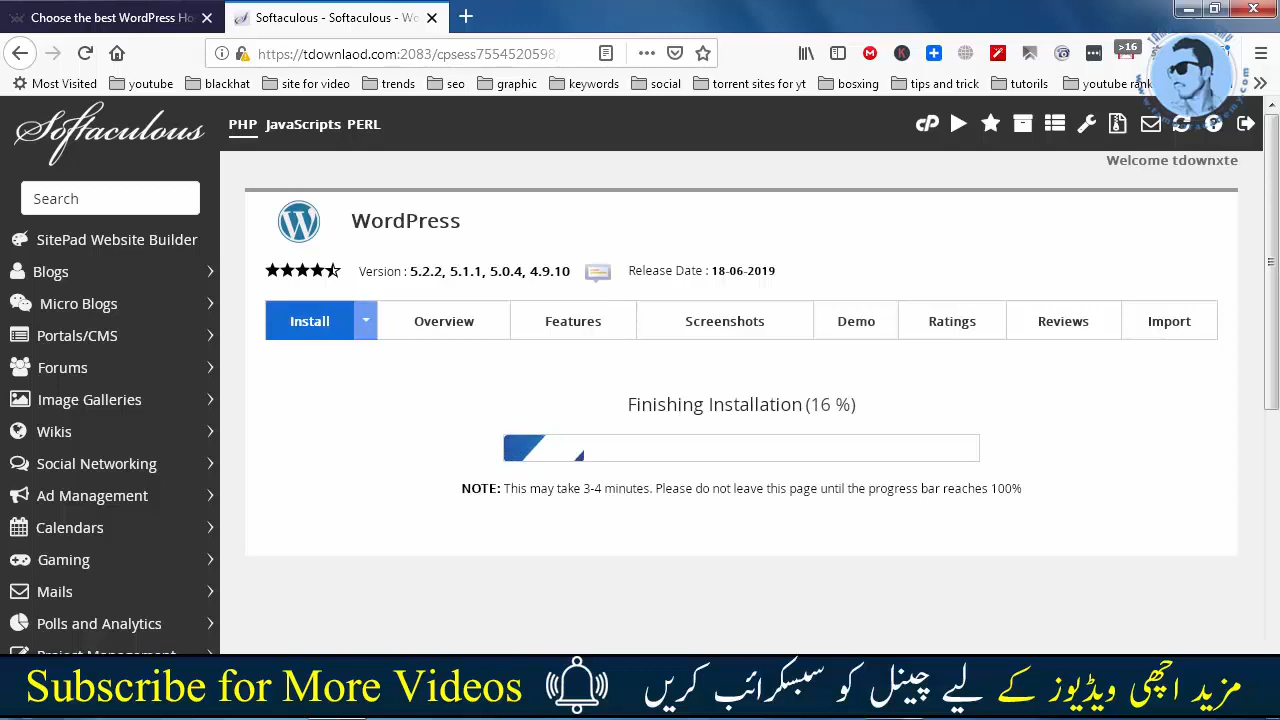 Choose the best WordPress Ho
Softaculous - Softaculous - Wo
https://tdownlaod.com:2083/cpsess7554520598
>16
Most Visited youtube blackhat site for video trends seo graphic keywords social torrent sites for yt bosxing tips and trick tutorils youtube rank
Softaculous
PHP JavaScripts PERL
Welcome tdownxte
Search
SitePad Website Builder
Blogs
Micro Blogs
Portals/CMS
Forums
Image Galleries
Wikis
Social Networking
Ad Management
Calendars
Gaming
Mails
Polls and Analytics
Project Management
WordPress
Version : 5.2.2, 5.1.1, 5.0.4, 4.9.10 Release Date : 18-06-2019
Install Overview Features Screenshots Demo Ratings Reviews Import
Finishing Installation (16 %)
NOTE: This may take 3-4 minutes. Please do not leave this page until the progress bar reaches 100%
Subscribe for More Videos
مزید اچھی ویڈیوز کے لیے چینل کو سبسکرائب کریں